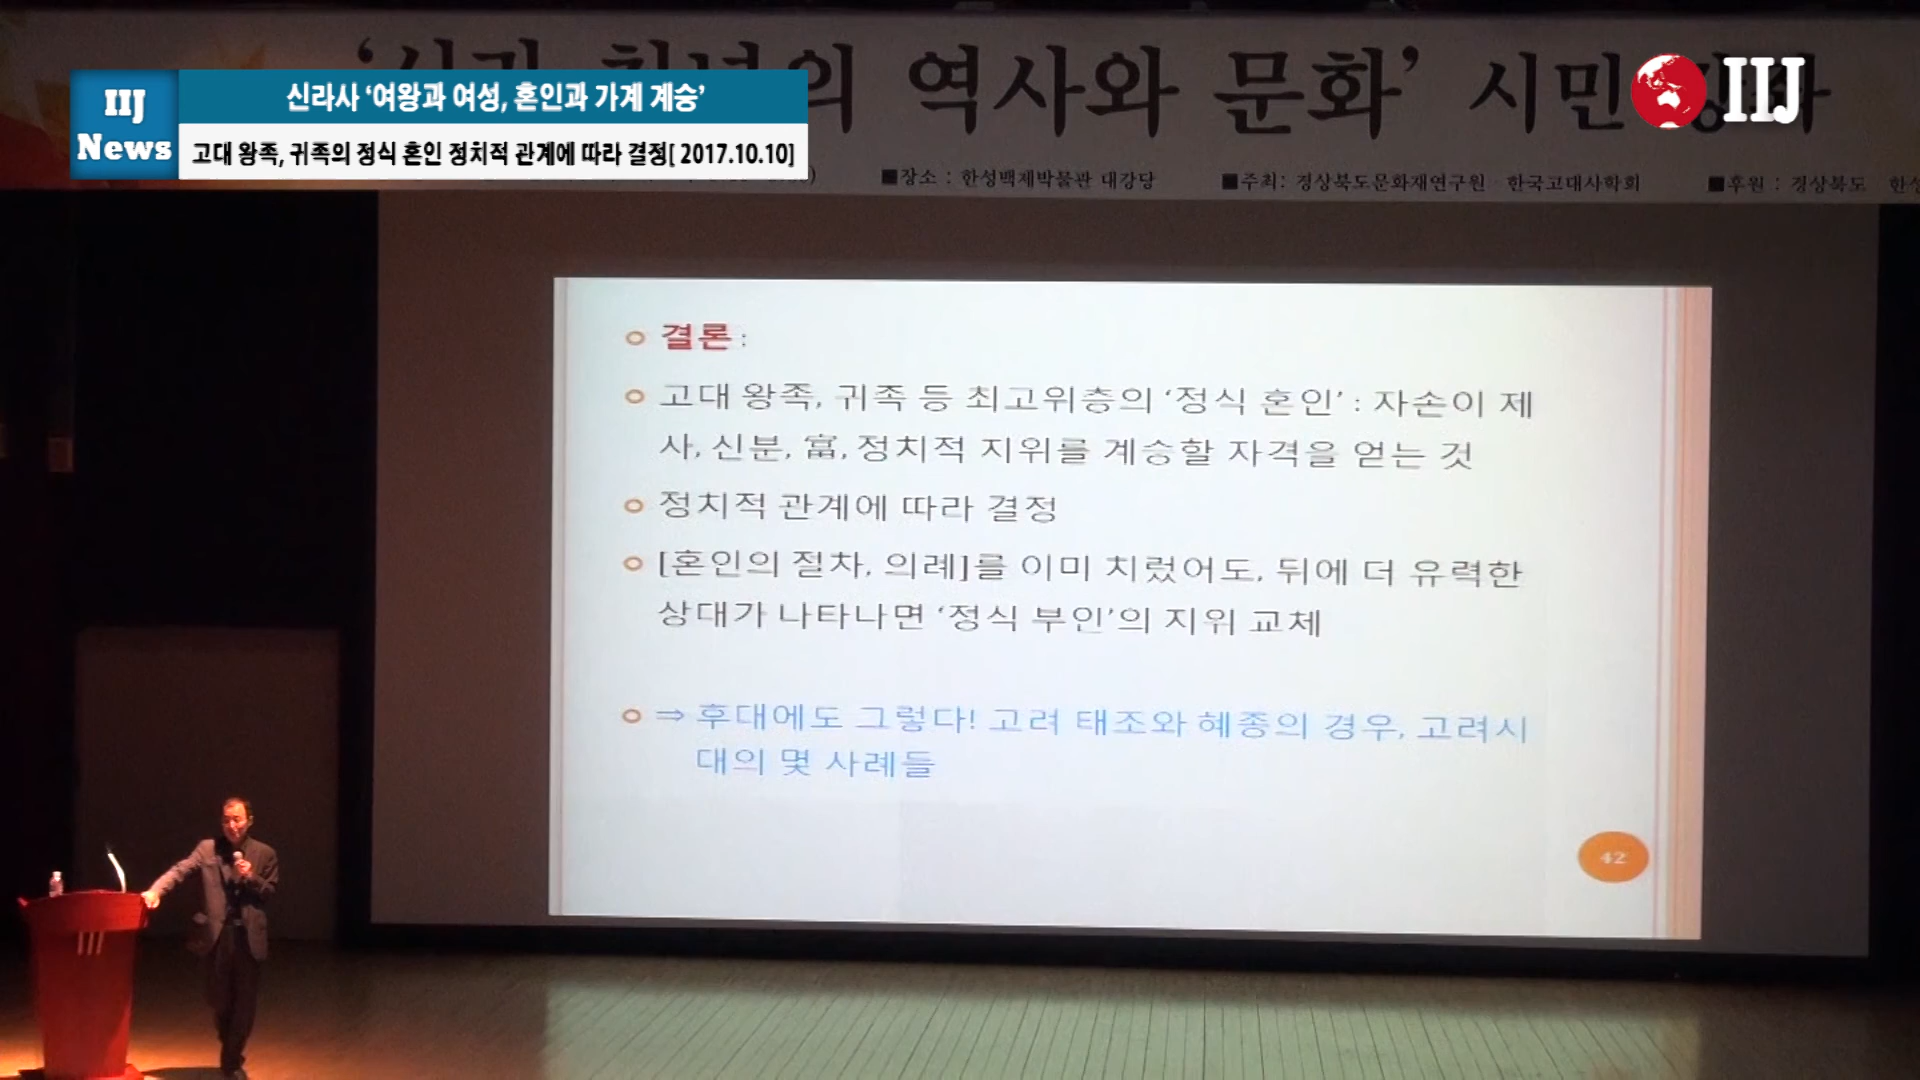 의 역사와 문화’ 시민
IIJ
IIJ
News
신라사 ‘여왕과 여성, 혼인과 가계 계승’
고대 왕족, 귀족의 정식 혼인 정치적 관계에 따라 결정[ 2017.10.10]
■장소 : 한성백제박물관 대강당 ■주최: 경상북도문화재연구원 한국고대사학회 ■후원 : 경상북도
결론 :
고대 왕족, 귀족 등 최고위층의 ‘정식 혼인’ : 자손이 제
사, 신분, 富, 정치적 지위를 계승할 자격을 얻는 것
정치적 관계에 따라 결정
[혼인의 절차, 의례]를 이미 치렀어도, 뒤에 더 유력한
상대가 나타나면 ‘정식 부인’의 지위 교체
⇒ 후대에도 그렇다! 고려 태조와 혜종의 경우, 고려시
대의 몇 사례들
42